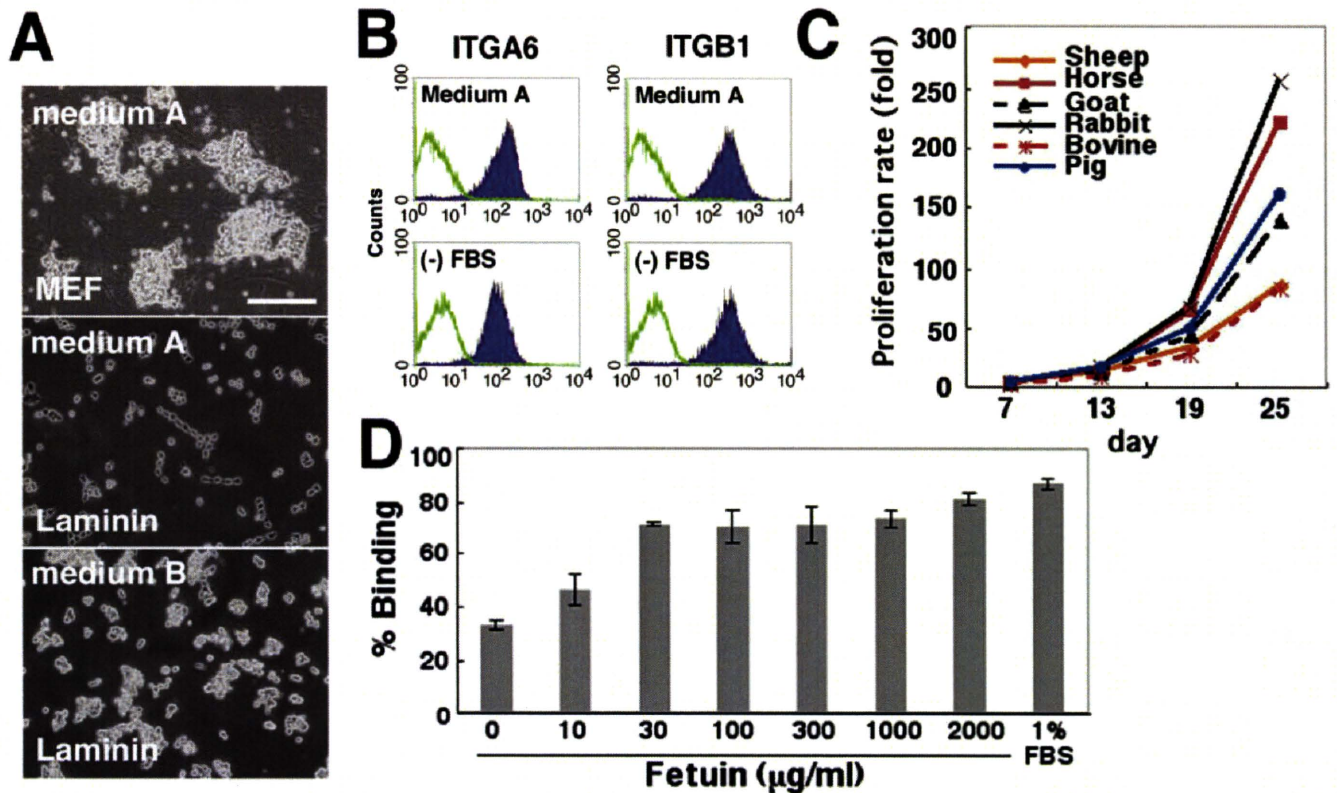 A
medium A
MEF
medium A
Laminin
medium B
Laminin
B
ITGA6
ITGB1
Counts
100
0
Medium A
10⁰ 10¹ 10² 10³ 10⁴
Medium A
10⁰ 10¹ 10² 10³ 10⁴
100
0
(-) FBS
10⁰ 10¹ 10² 10³ 10⁴
(-) FBS
10⁰ 10¹ 10² 10³ 10⁴
C
Proliferation rate (fold)
300
250
200
150
100
50
0
Sheep
Horse
Goat
Rabbit
Bovine
Pig
7 13 19 25
day
D
% Binding
100
80
60
40
20
0
0 10 30 100 300 1000 2000 1%
FBS
Fetuin (µg/ml)